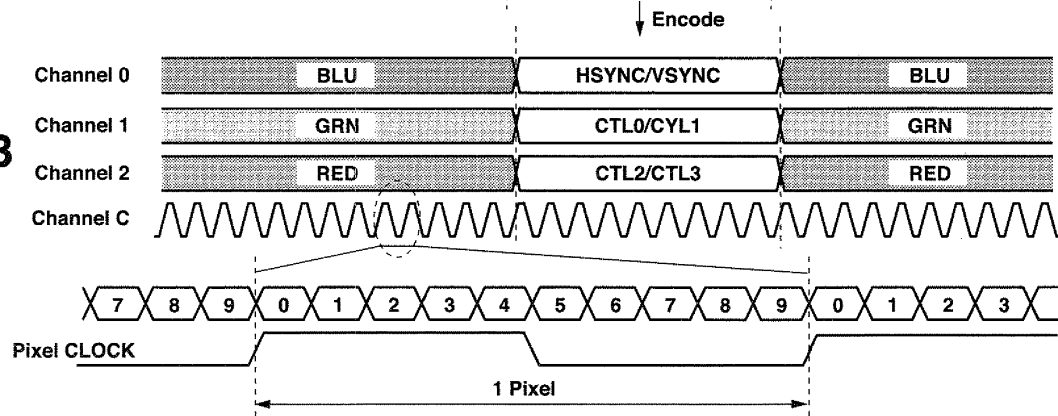 Encode
Channel 0 BLU HSYNC/VSYNC BLU
Channel 1 GRN CTL0/CYL1 GRN
3
Channel 2 RED CTL2/CTL3 RED
Channel C
7 8 9 0 1 2 3 4 5 6 7 8 9 0 1 2 3
Pixel CLOCK
1 Pixel